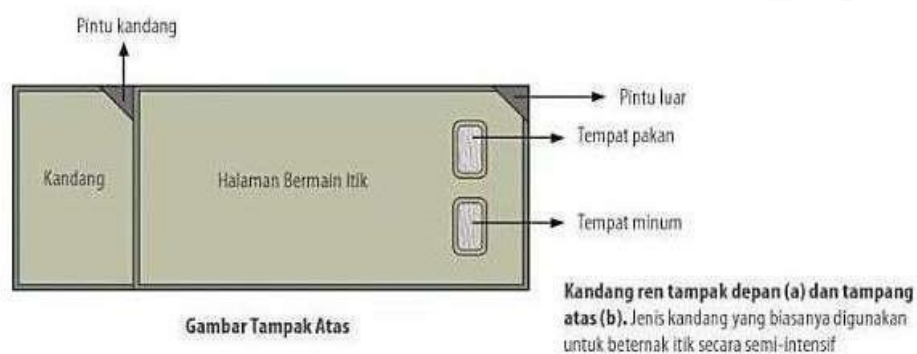 Pintu kandang
Pintu luar
Tempat pakan
Kandang
Halaman Bermain Itik
Tempat minum
Gambar Tampak Atas
Kandang ren tampak depan (a) dan tampang
atas (b). Jenis kandang yang biasanya digunakan
untuk beternak itik secara semi-intensif